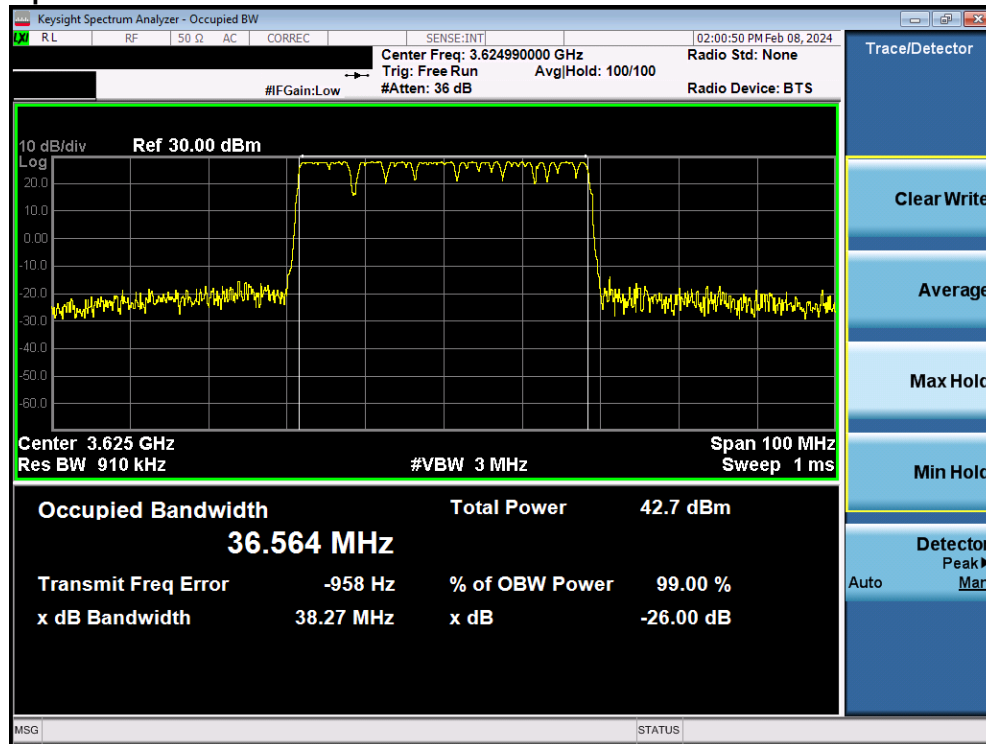 Keysight Spectrum Analyzer - Occupied BW
LXI RL RF 50 Ω AC CORREC SENSE:INT 02:00:50 PM Feb 08, 2024
Center Freq: 3.624990000 GHz Radio Std: None
Trig: Free Run Avg|Hold: 100/100
#IFGain:Low #Atten: 36 dB Radio Device: BTS
Trace/Detector
10 dB/div Ref 30.00 dBm
Log
20.0
10.0
0.00
-10.0
-20.0
-30.0
-40.0
-50.0
-60.0
Center 3.625 GHz Span 100 MHz
Res BW 910 kHz #VBW 3 MHz Sweep 1 ms
Occupied Bandwidth Total Power 42.7 dBm
36.564 MHz
Transmit Freq Error -958 Hz % of OBW Power 99.00 %
x dB Bandwidth 38.27 MHz x dB -26.00 dB
Clear Write
Average
Max Hold
Min Hold
Detector
Peak
Auto Man
MSG STATUS